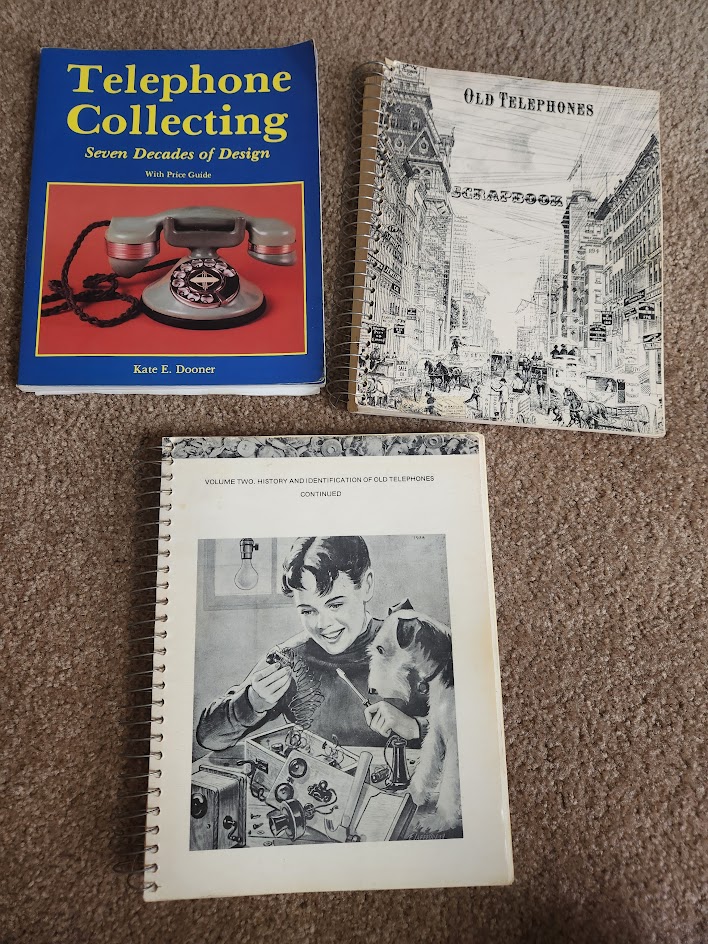 Telephone
Collecting
Seven Decades of Design
With Price Guide
Kate E. Dooner
OLD TELEPHONES
SCRAPBOOK
VOLUME TWO, HISTORY AND IDENTIFICATION OF OLD TELEPHONES
CONTINUED